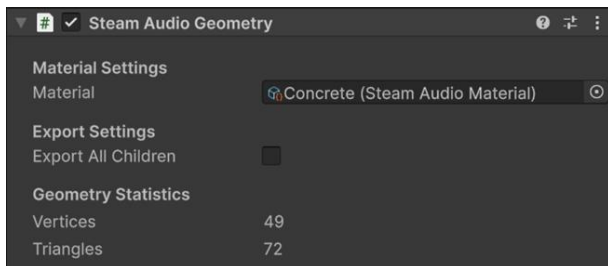 # Steam Audio Geometry
Material Settings
Material Concrete (Steam Audio Material)
Export Settings
Export All Children
Geometry Statistics
Vertices 49
Triangles 72